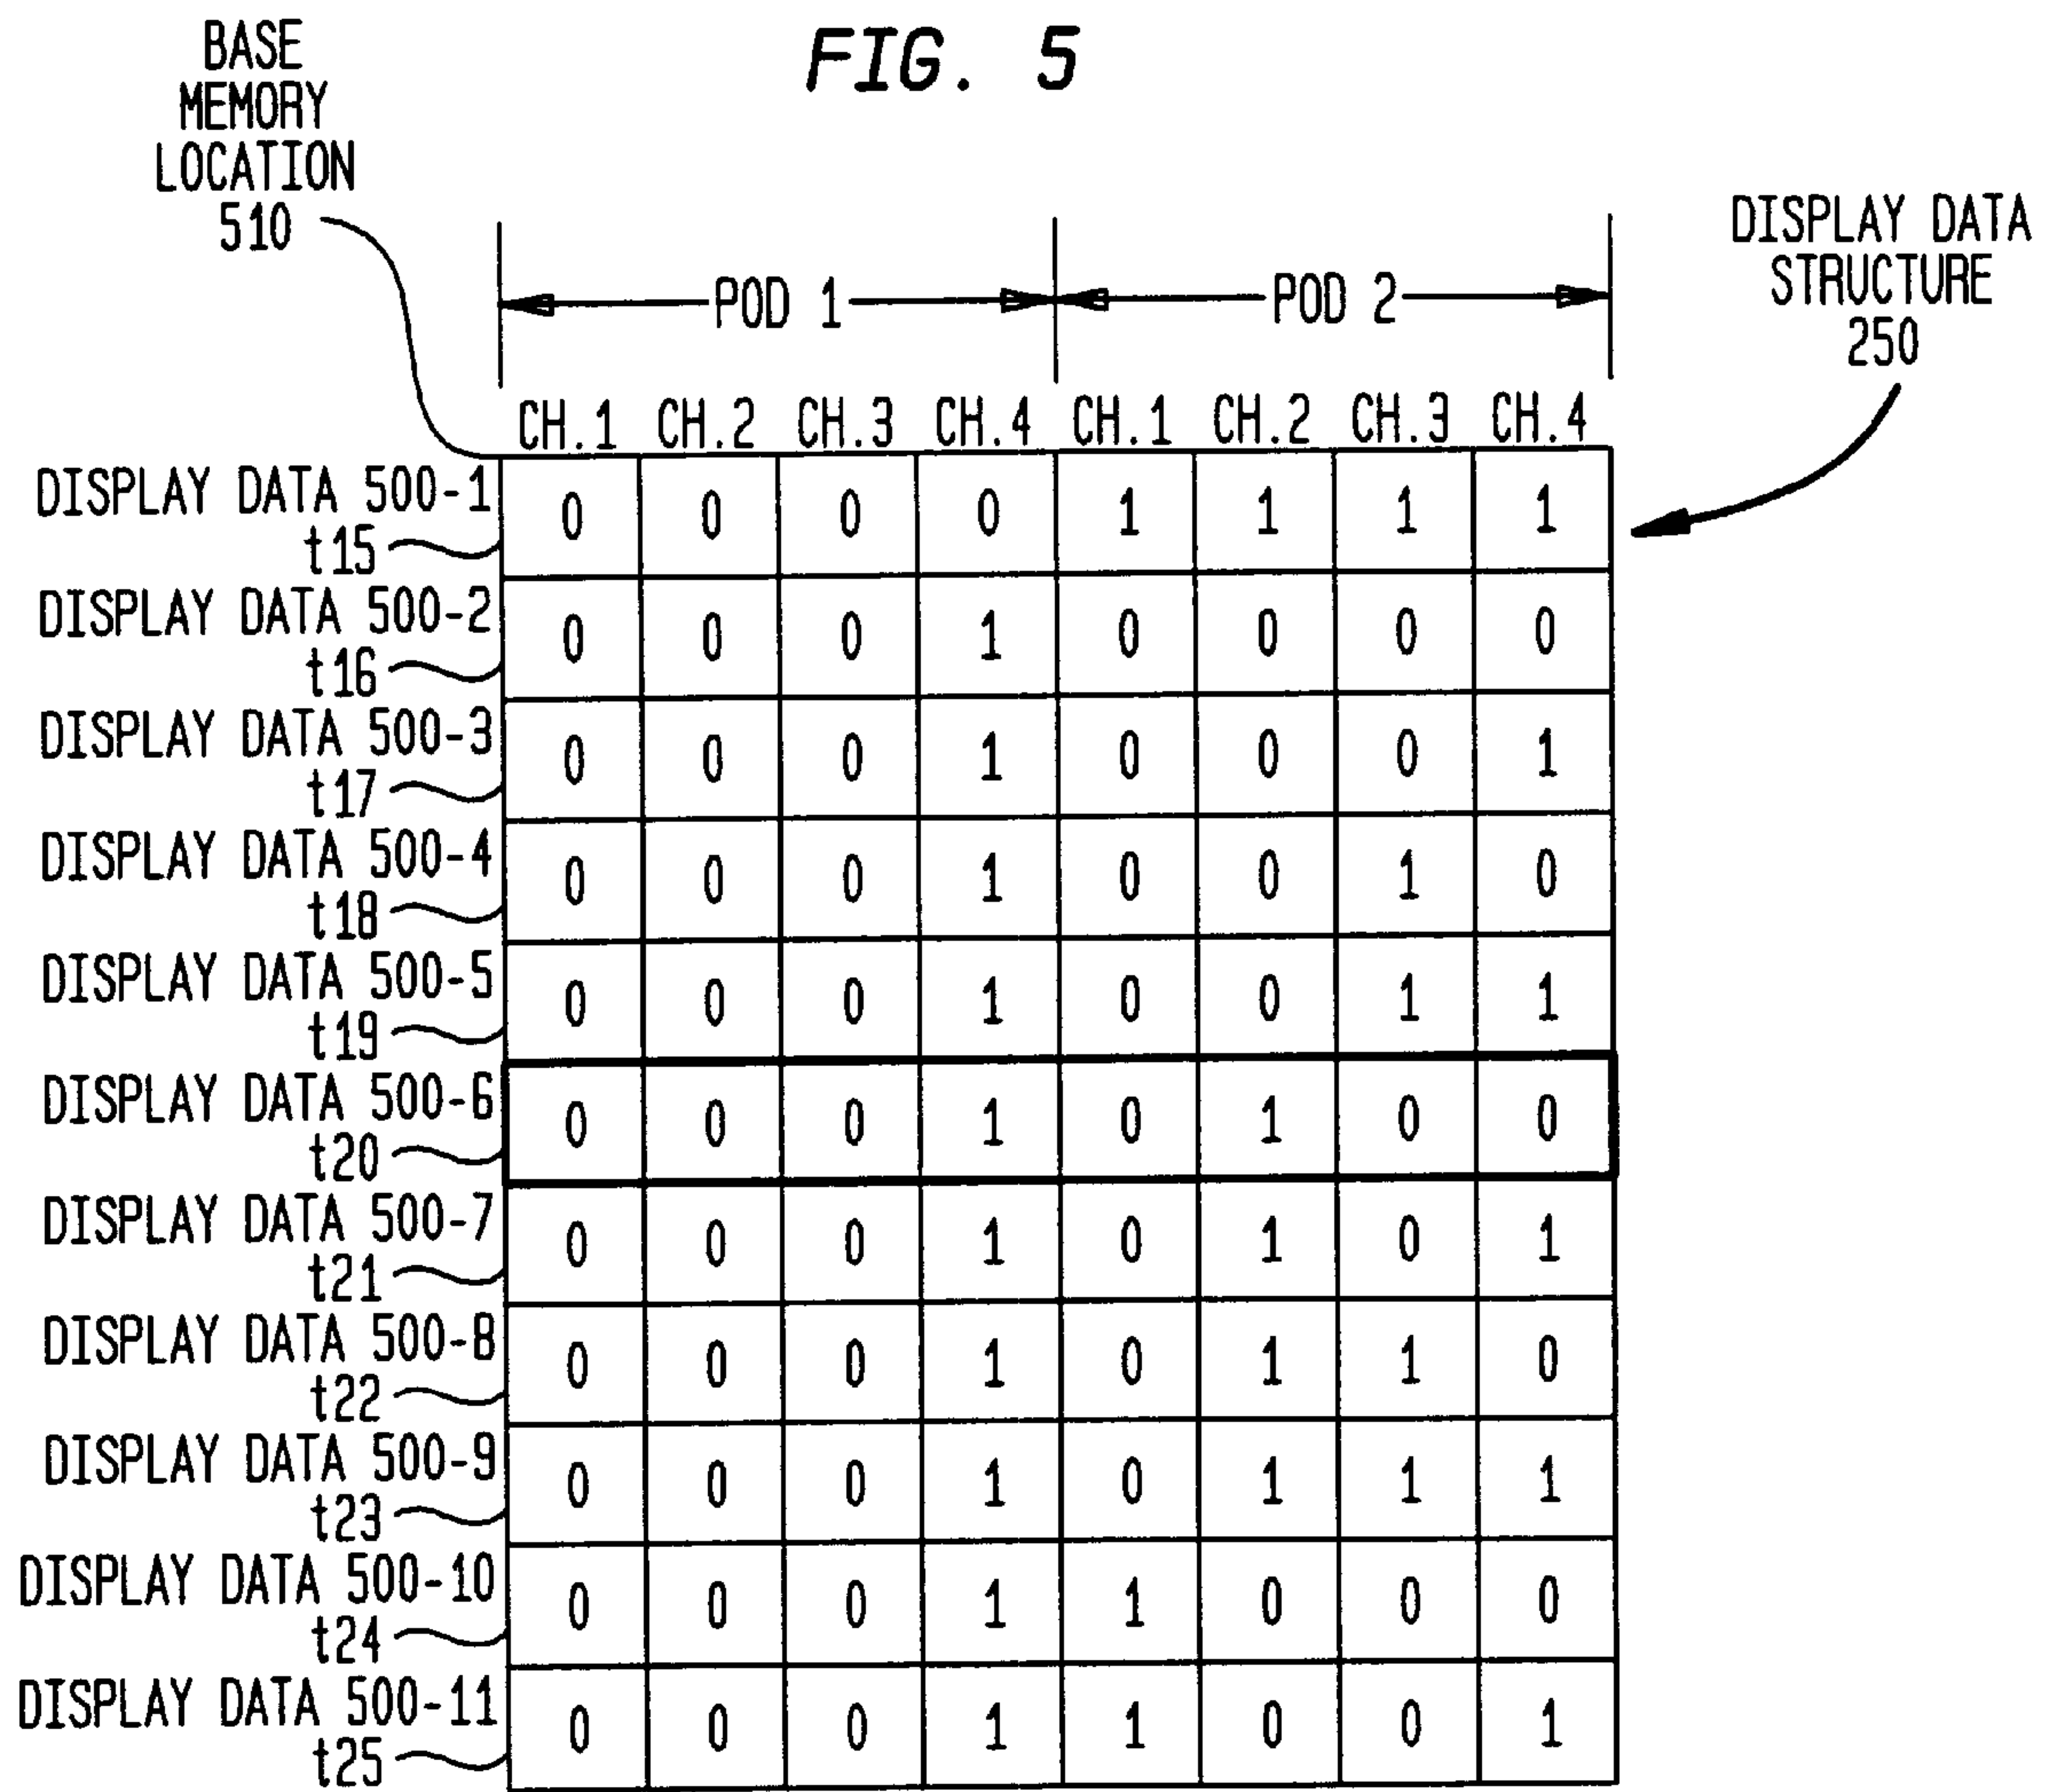 FIG. 5
BASE
MEMORY
LOCATION
510
DISPLAY DATA
STRUCTURE
250
POD 1 POD 2
CH.1 CH.2 CH.3 CH.4 CH.1 CH.2 CH.3 CH.4
DISPLAY DATA 500-1
t15
0 0 0 0 1 1 1 1
DISPLAY DATA 500-2
t16
0 0 0 1 0 0 0 0
DISPLAY DATA 500-3
t17
0 0 0 1 0 0 0 1
DISPLAY DATA 500-4
t18
0 0 0 1 0 0 1 0
DISPLAY DATA 500-5
t19
0 0 0 1 0 0 1 1
DISPLAY DATA 500-6
t20
0 0 0 1 0 1 0 0
DISPLAY DATA 500-7
t21
0 0 0 1 0 1 0 1
DISPLAY DATA 500-8
t22
0 0 0 1 0 1 1 0
DISPLAY DATA 500-9
t23
0 0 0 1 0 1 1 1
DISPLAY DATA 500-10
t24
0 0 0 1 1 0 0 0
DISPLAY DATA 500-11
t25
0 0 0 1 1 0 0 1